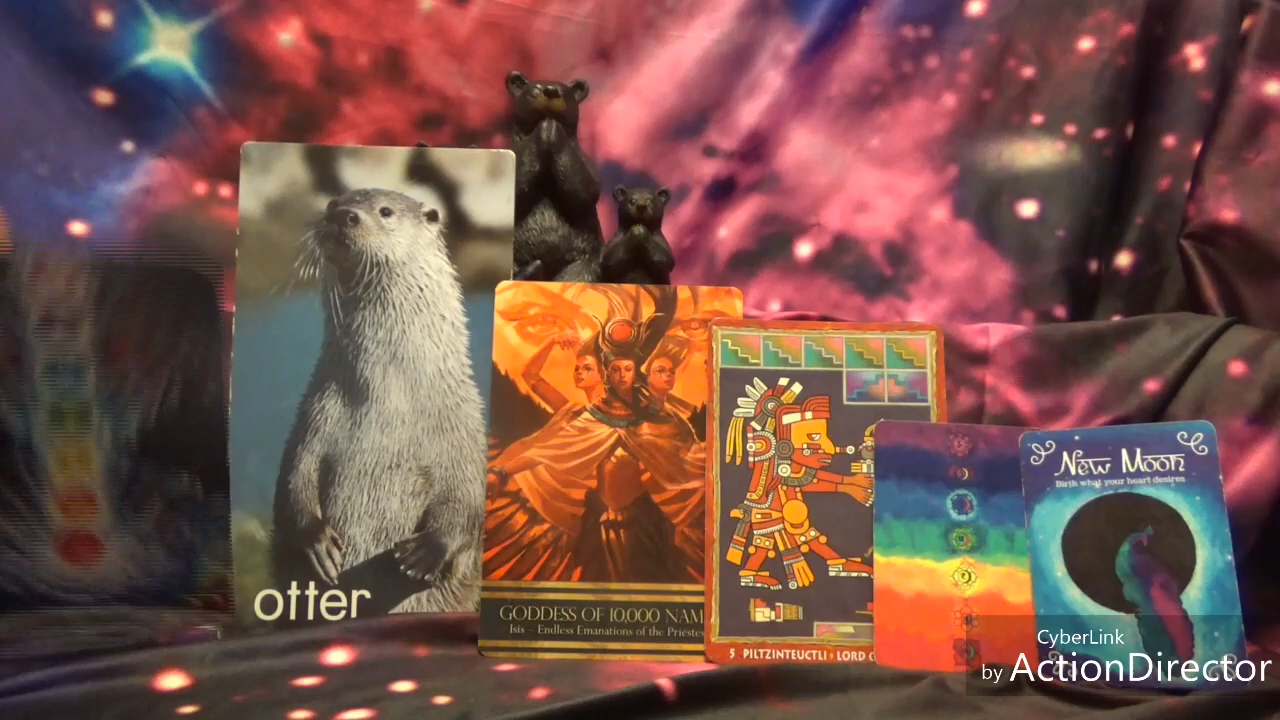 otter
GODDESS OF 10,000 NAM
Isis – Endless Emanations of the Priestess
5 PILTZINTEUCTLI • LORD
New Moon
Birth what your heart desires
CyberLink
by ActionDirector